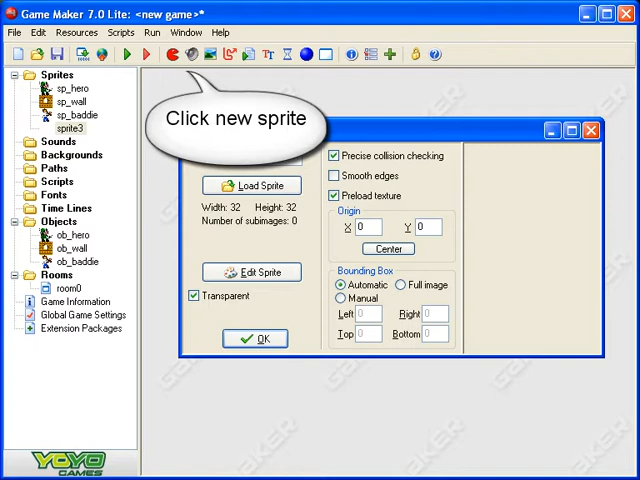 Game Maker 7.0 Lite: <new game>*
File Edit Resources Scripts Run Window Help
Sprites
sp_hero
sp_wall
sp_baddie
sprite3
Sounds
Backgrounds
Paths
Scripts
Fonts
Time Lines
Objects
ob_hero
ob_wall
ob_baddie
Rooms
room0
Game Information
Global Game Settings
Extension Packages
YOYO
GAMES
Click new sprite
Load Sprite
Width: 32 Height: 32
Number of subimages: 0
Edit Sprite
Transparent
OK
Precise collision checking
Smooth edges
Preload texture
Origin
X 0 Y 0
Center
Bounding Box
Automatic Full image
Manual
Left 0 Right 0
Top 0 Bottom 0